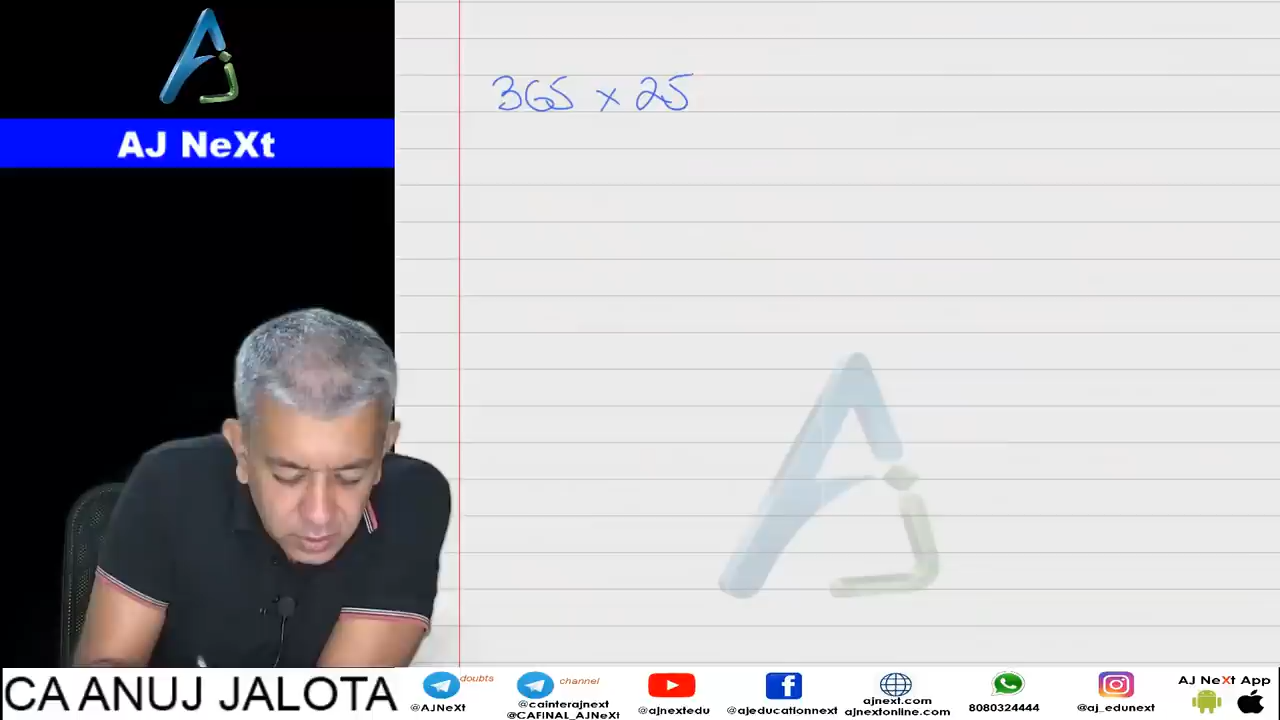 AJ NeXt
365 × 25
CA ANUJ JALOTA
doubts
@AJNeXt
channel
@cainterajnext
@CAFINAL_AJNeXt
@ajnextedu
@ajeducationnext
ajnext.com
ajnextonline.com
8080324444
@aj_edunext
AJ NeXt App